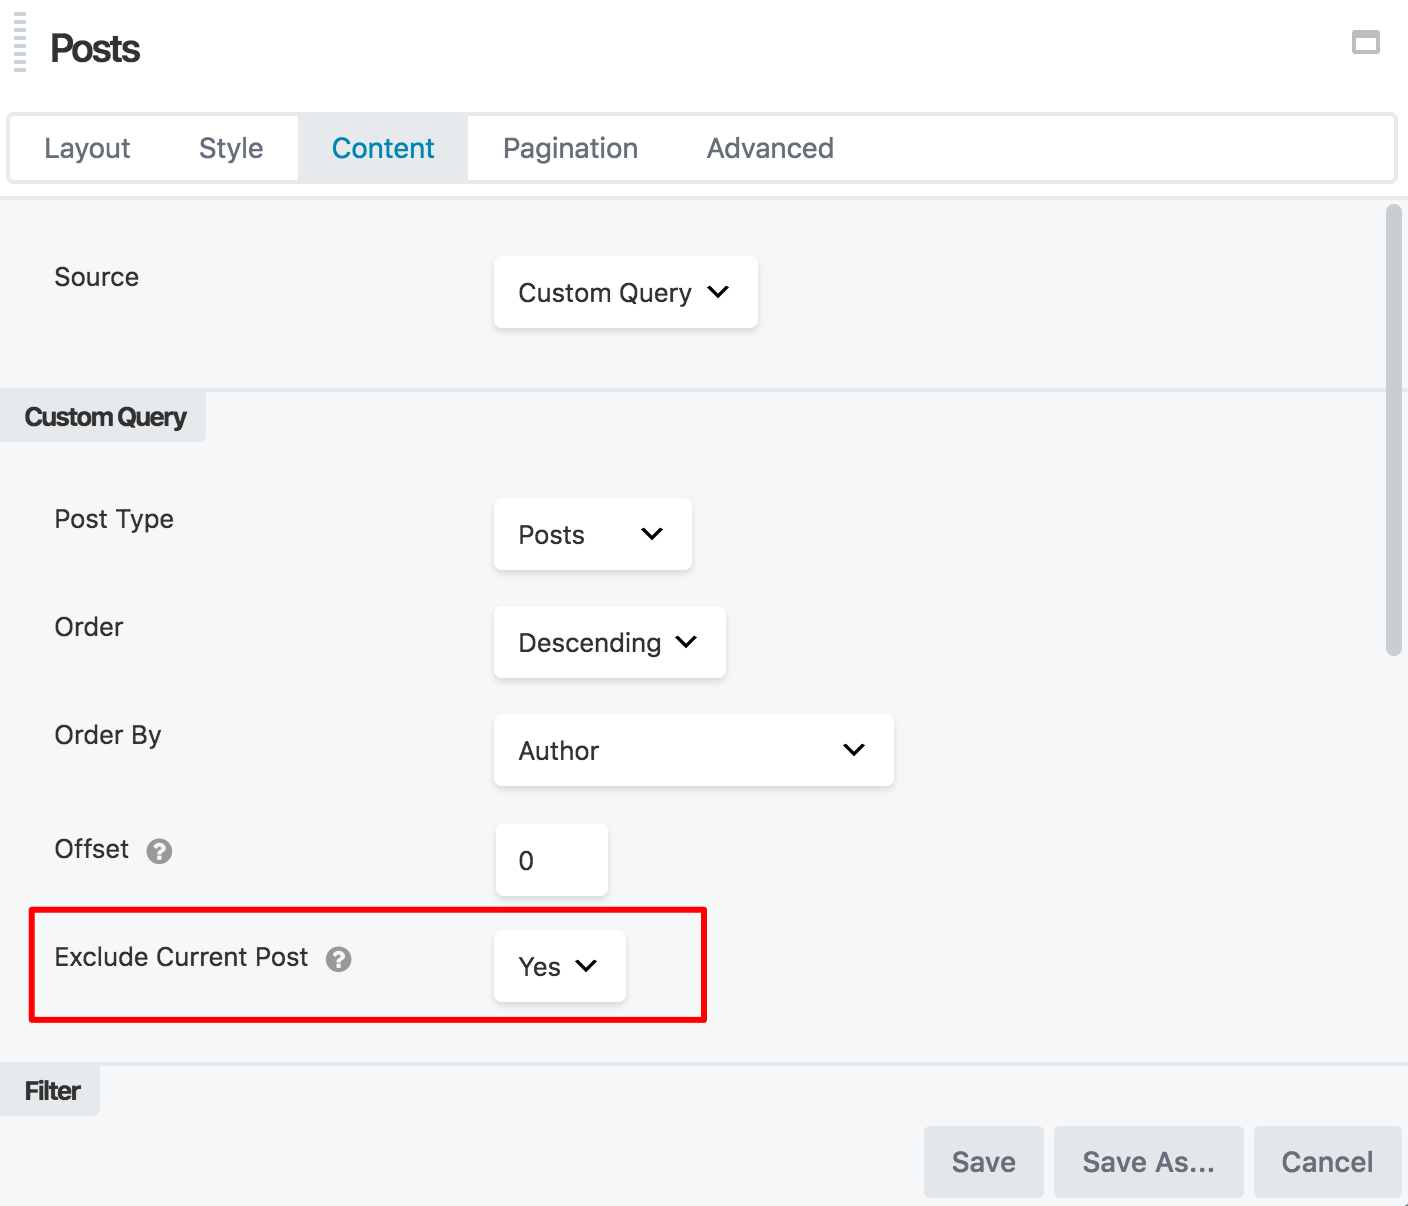 Posts
Layout Style Content Pagination Advanced
Source Custom Query
Custom Query
Post Type Posts
Order Descending
Order By Author
Offset ? 0
Exclude Current Post ? Yes
Filter
Save Save As... Cancel